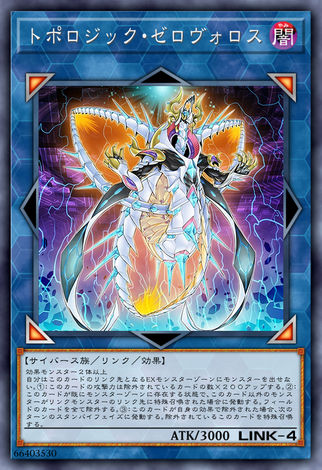 トポロジック・ゼロヴォロス
闇
やみ
【サイバース族/リンク/効果】
効果モンスター2体以上
自分はこのカードのリンク先となるEXモンスターゾーンにモンスターを出せな
い。①:このカードの攻撃力は除外されているカードの数×200アップする。②:
このカードが既にモンスターゾーンに存在する状態で、このカード以外のモンス
ターがリンクモンスターのリンク先に特殊召喚された場合に発動する。フィール
ドのカードを全て除外する。③:このカードが自身の効果で除外された場合、次の
ターンのスタンバイフェイズに発動する。除外されているこのカードを特殊召喚
する。
ATK/3000 LINK-4
66403530